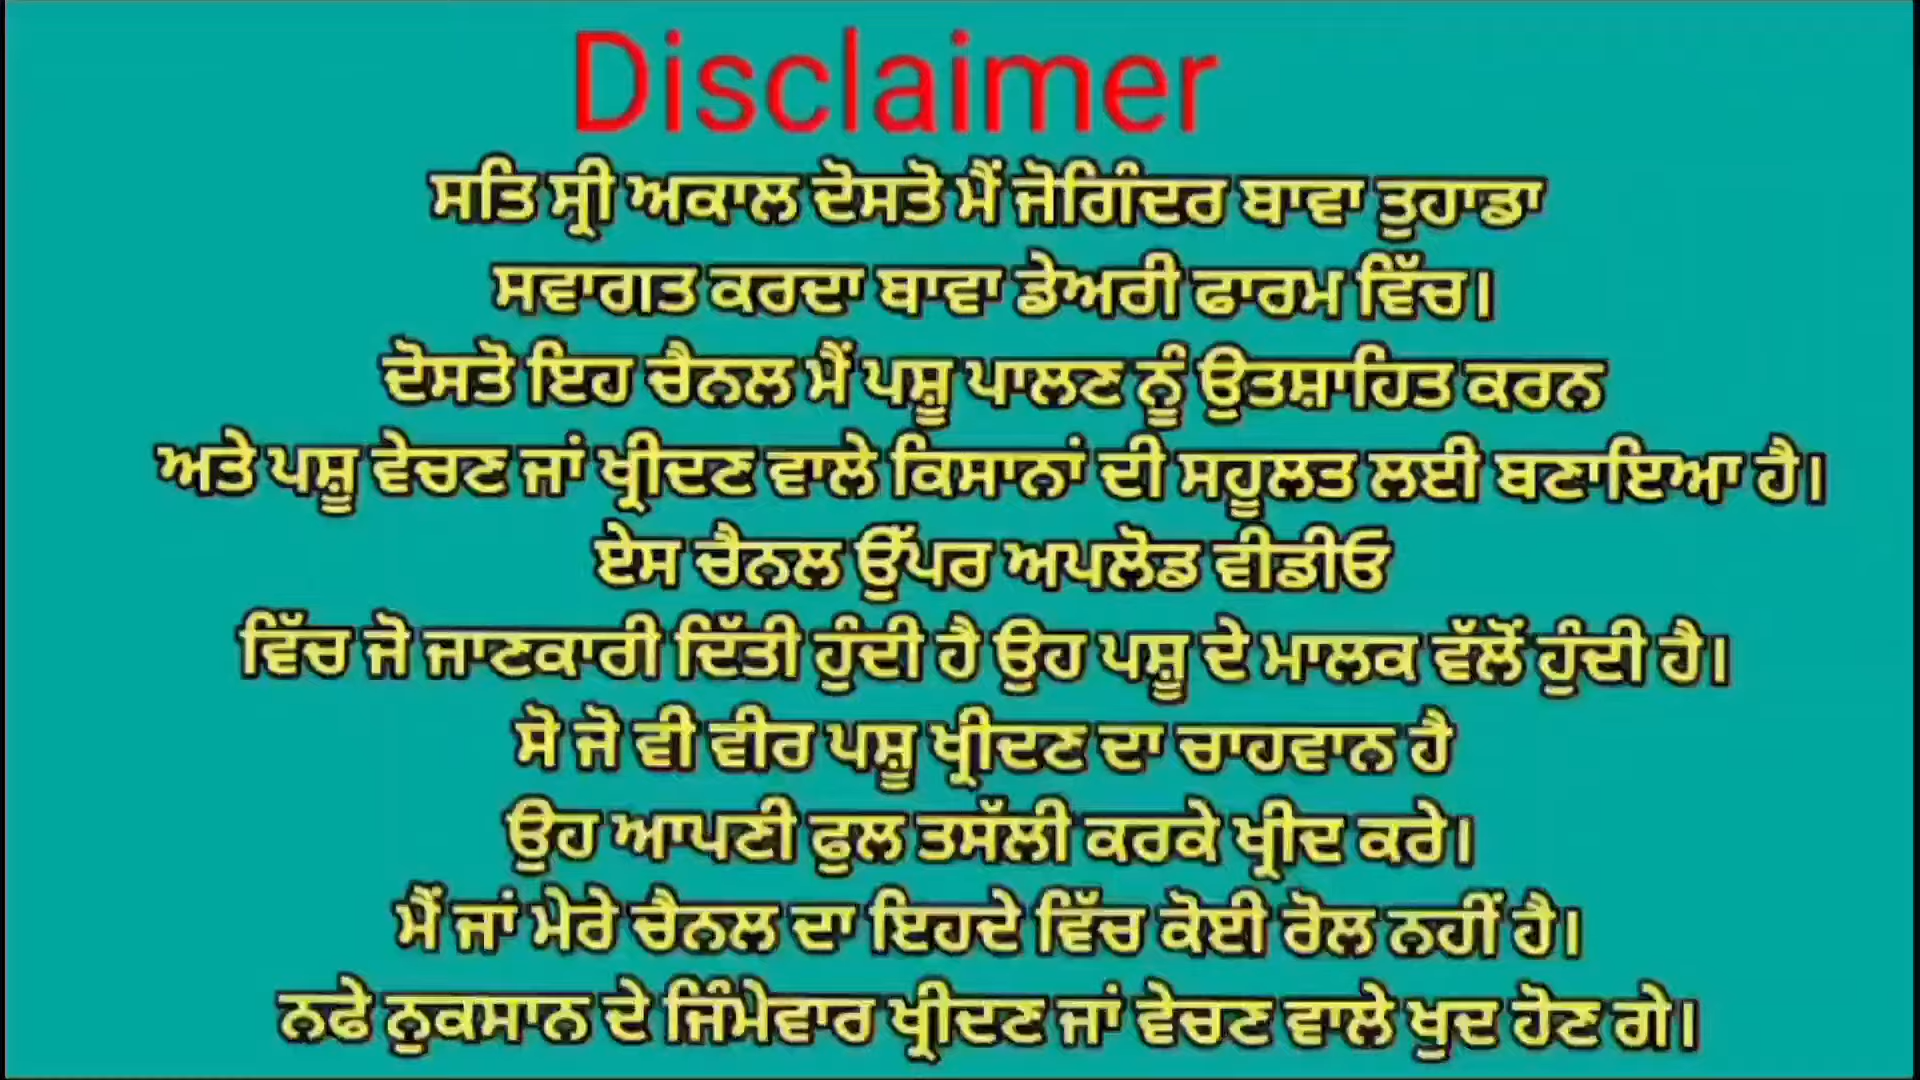 Disclaimer
ਸਤਿ ਸ੍ਰੀ ਅਕਾਲ ਦੋਸਤੋ ਮੈਂ ਜੋਗਿੰਦਰ ਬਾਵਾ ਤੁਹਾਡਾ
ਸਵਾਗਤ ਕਰਦਾ ਬਾਵਾ ਡੇਅਰੀ ਫਾਰਮ ਵਿੱਚ।
ਦੋਸਤੋ ਇਹ ਚੈਨਲ ਮੈਂ ਪਸ਼ੂ ਪਾਲਣ ਨੂੰ ਉਤਸ਼ਾਹਿਤ ਕਰਨ
ਅਤੇ ਪਸ਼ੂ ਵੇਚਣ ਜਾਂ ਖ੍ਰੀਦਣ ਵਾਲੇ ਕਿਸਾਨਾਂ ਦੀ ਸਹੂਲਤ ਲਈ ਬਣਾਇਆ ਹੈ।
ਏਸ ਚੈਨਲ ਉੱਪਰ ਅਪਲੋਡ ਵੀਡੀਓ
ਵਿੱਚ ਜੋ ਜਾਣਕਾਰੀ ਦਿੱਤੀ ਹੁੰਦੀ ਹੈ ਉਹ ਪਸ਼ੂ ਦੇ ਮਾਲਕ ਵੱਲੋਂ ਹੁੰਦੀ ਹੈ।
ਸੋ ਜੋ ਵੀ ਵੀਰ ਪਸ਼ੂ ਖ੍ਰੀਦਣ ਦਾ ਚਾਹਵਾਨ ਹੈ
ਉਹ ਆਪਣੀ ਫੁਲ ਤਸੱਲੀ ਕਰਕੇ ਖ੍ਰੀਦ ਕਰੇ।
ਮੈਂ ਜਾਂ ਮੇਰੇ ਚੈਨਲ ਦਾ ਇਹਦੇ ਵਿੱਚ ਕੋਈ ਰੋਲ ਨਹੀਂ ਹੈ।
ਨਫੇ ਨੁਕਸਾਨ ਦੇ ਜਿੰਮੇਵਾਰ ਖ੍ਰੀਦਣ ਜਾਂ ਵੇਚਣ ਵਾਲੇ ਖੁਦ ਹੋਣ ਗੇ।